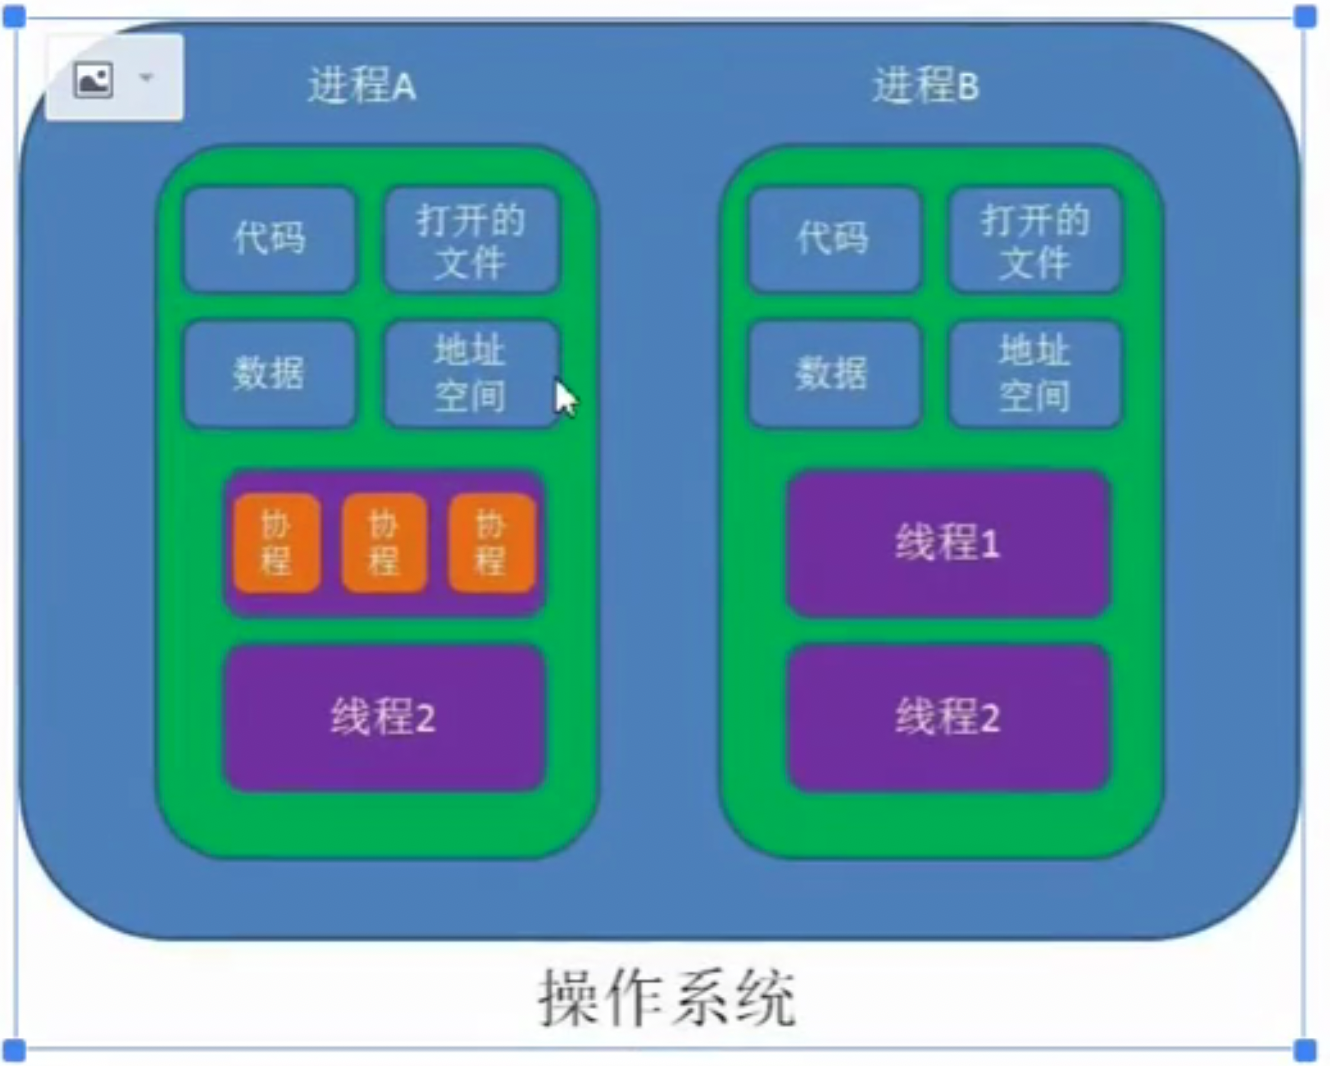 进程A
进程B
代码
打开的
文件
代码
打开的
文件
数据
地址
空间
数据
地址
空间
协
程
协
程
协
程
线程1
线程2
线程2
操作系统